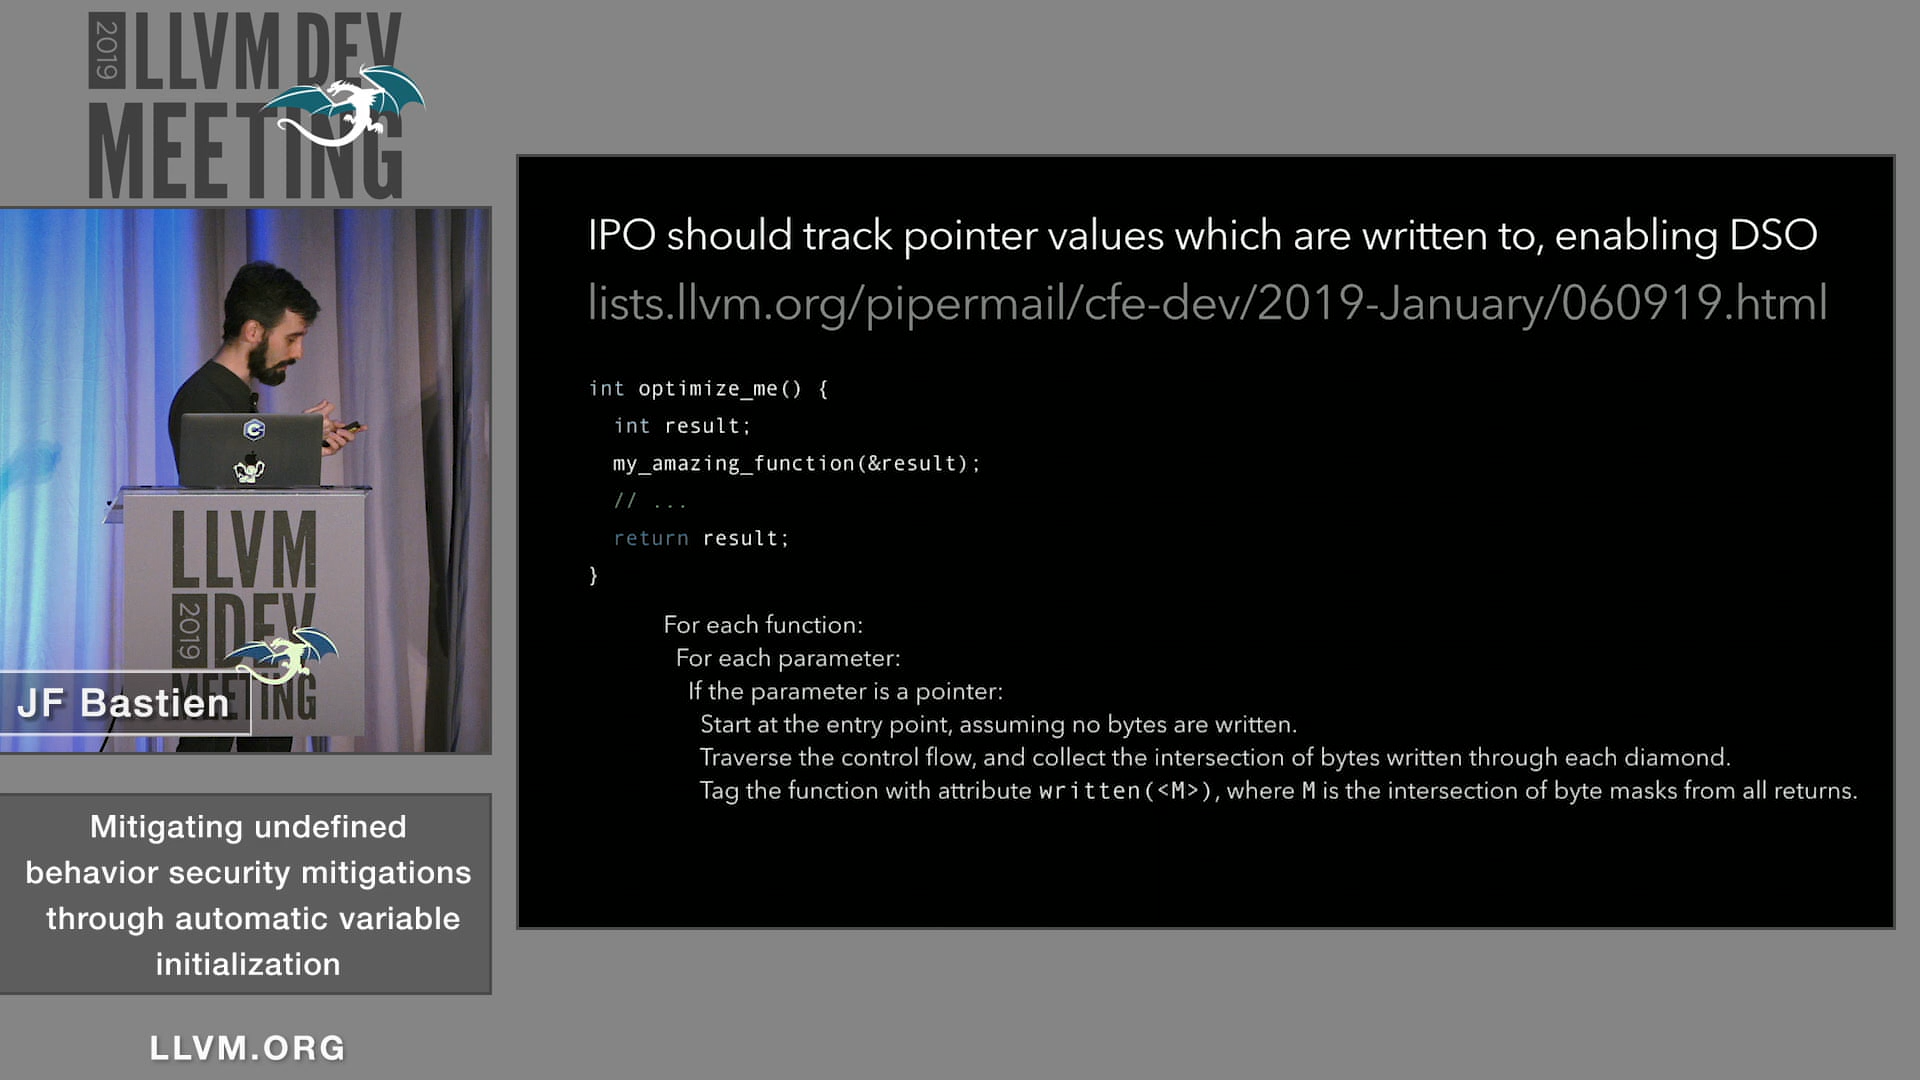 2019 LLVM DEV
MEETING
IPO should track pointer values which are written to, enabling DSO
lists.llvm.org/pipermail/cfe-dev/2019-January/060919.html
int optimize_me() {
int result;
my_amazing_function(&result);
// ...
return result;
}
For each function:
For each parameter:
If the parameter is a pointer:
Start at the entry point, assuming no bytes are written.
Traverse the control flow, and collect the intersection of bytes written through each diamond.
Tag the function with attribute written(<M>), where M is the intersection of byte masks from all returns.
C
LLVM
2019 DEV
MEETING
JF Bastien
Mitigating undefined
behavior security mitigations
through automatic variable
initialization
LLVM.ORG